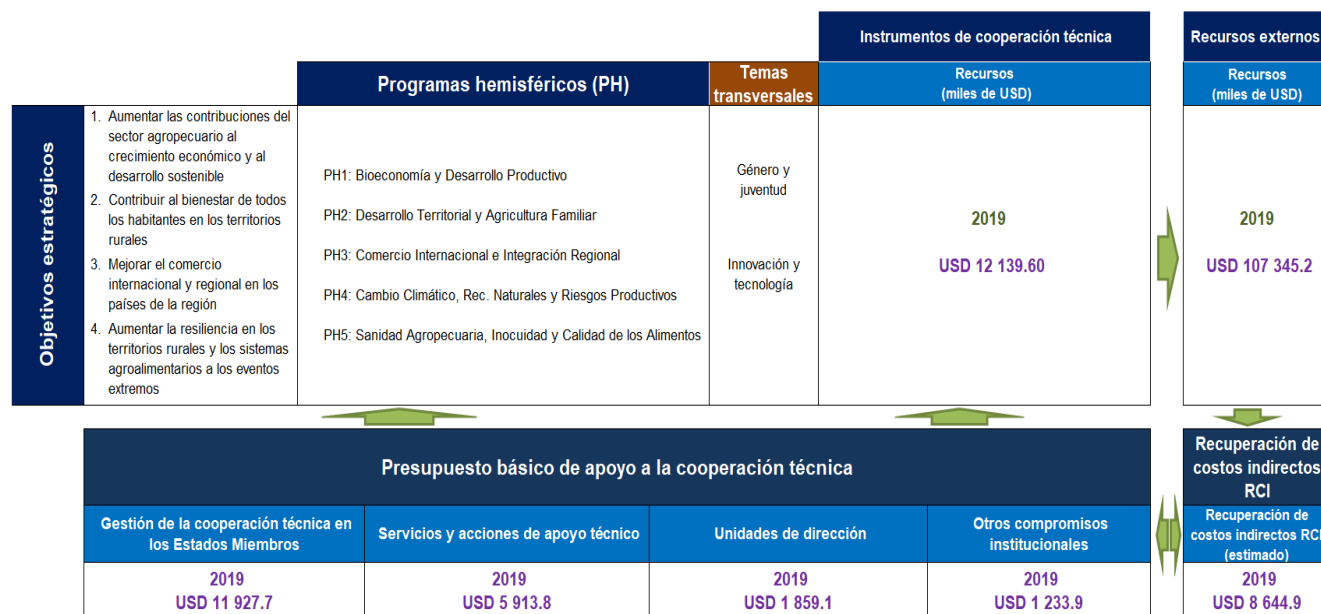 Instrumentos de cooperación técnica
Recursos externos
Programas hemisféricos (PH)
Temas
transversales
Recursos
(miles de USD)
Recursos
(miles de USD)
Objetivos estratégicos
1. Aumentar las contribuciones del
sector agropecuario al
crecimiento económico y al
desarrollo sostenible
2. Contribuir al bienestar de todos
los habitantes en los territorios
rurales
3. Mejorar el comercio
internacional y regional en los
países de la región
4. Aumentar la resiliencia en los
territorios rurales y los sistemas
agroalimentarios a los eventos
extremos
PH1: Bioeconomía y Desarrollo Productivo
PH2: Desarrollo Territorial y Agricultura Familiar
PH3: Comercio Internacional e Integración Regional
PH4: Cambio Climático, Rec. Naturales y Riesgos Productivos
PH5: Sanidad Agropecuaria, Inocuidad y Calidad de los Alimentos
Género y
juventud
Innovación y
tecnología
2019
USD 12 139.60
2019
USD 107 345.2
Presupuesto básico de apoyo a la cooperación técnica
Recuperación de
costos indirectos
RCI
Gestión de la cooperación técnica en
los Estados Miembros
Servicios y acciones de apoyo técnico
Unidades de dirección
Otros compromisos
institucionales
Recuperación de
costos indirectos RCI
(estimado)
2019
USD 11 927.7
2019
USD 5 913.8
2019
USD 1 859.1
2019
USD 1 233.9
2019
USD 8 644.9